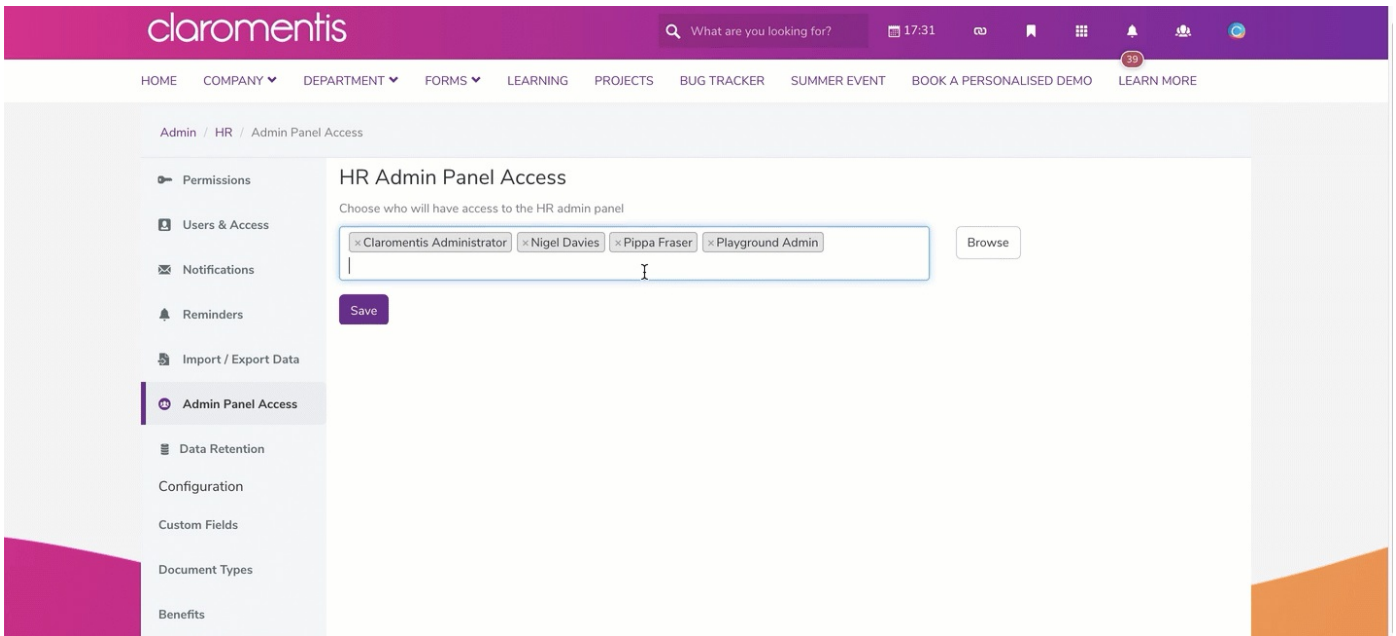 claromentis
What are you looking for?
17:31
39
HOME COMPANY DEPARTMENT FORMS LEARNING PROJECTS BUG TRACKER SUMMER EVENT BOOK A PERSONALISED DEMO LEARN MORE
Admin / HR / Admin Panel Access
Permissions
Users & Access
Notifications
Reminders
Import / Export Data
Admin Panel Access
Data Retention
Configuration
Custom Fields
Document Types
Benefits
HR Admin Panel Access
Choose who will have access to the HR admin panel
× Claromentis Administrator × Nigel Davies × Pippa Fraser × Playground Admin
Browse
Save